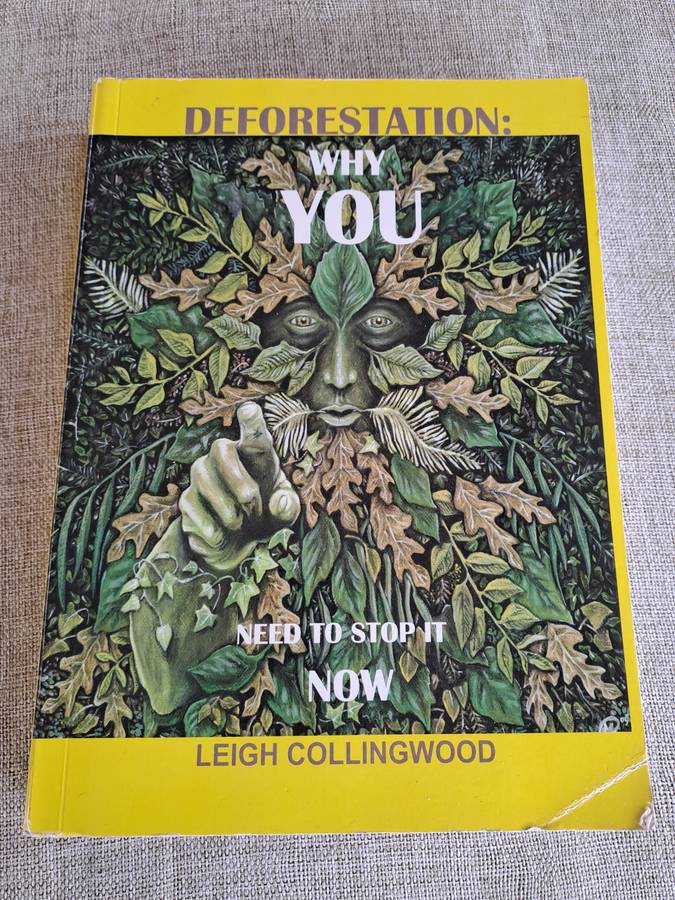 DEFORESTATION:
WHY
YOU
NEED TO STOP IT
NOW
LEIGH COLLINGWOOD